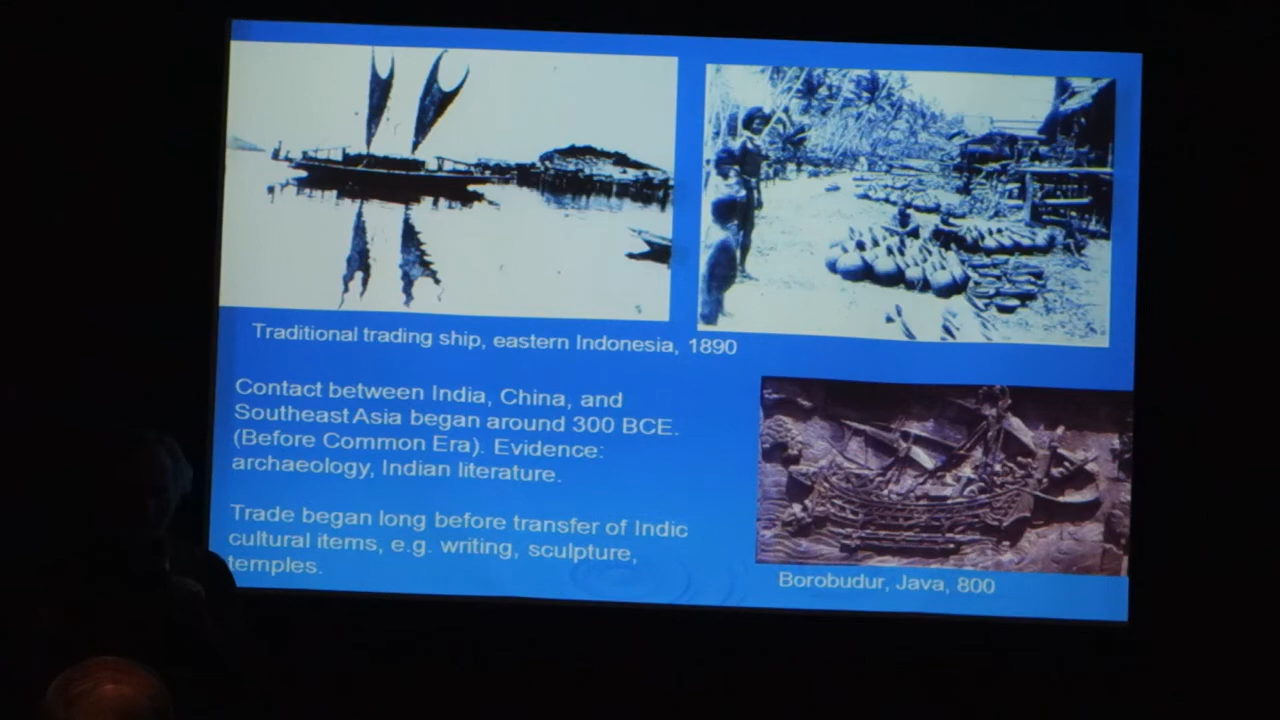 Traditional trading ship, eastern Indonesia, 1890
Contact between India, China, and
Southeast Asia began around 300 BCE.
(Before Common Era). Evidence:
archaeology, Indian literature.
Trade began long before transfer of Indic
cultural items, e.g. writing, sculpture,
temples.
Borobudur, Java, 800